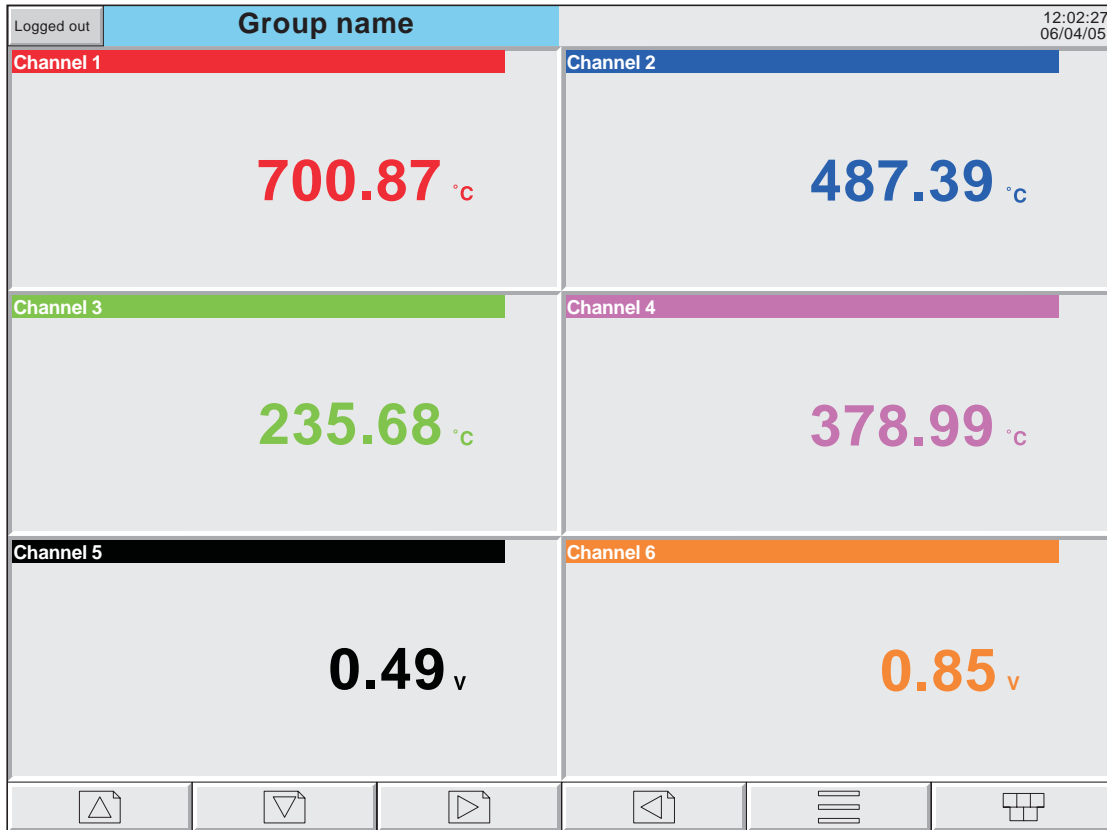 Logged out
Group name
12:02:27
06/04/05
Channel 1
700.87 °C
Channel 2
487.39 °C
Channel 3
235.68 °C
Channel 4
378.99 °C
Channel 5
0.49 V
Channel 6
0.85 V